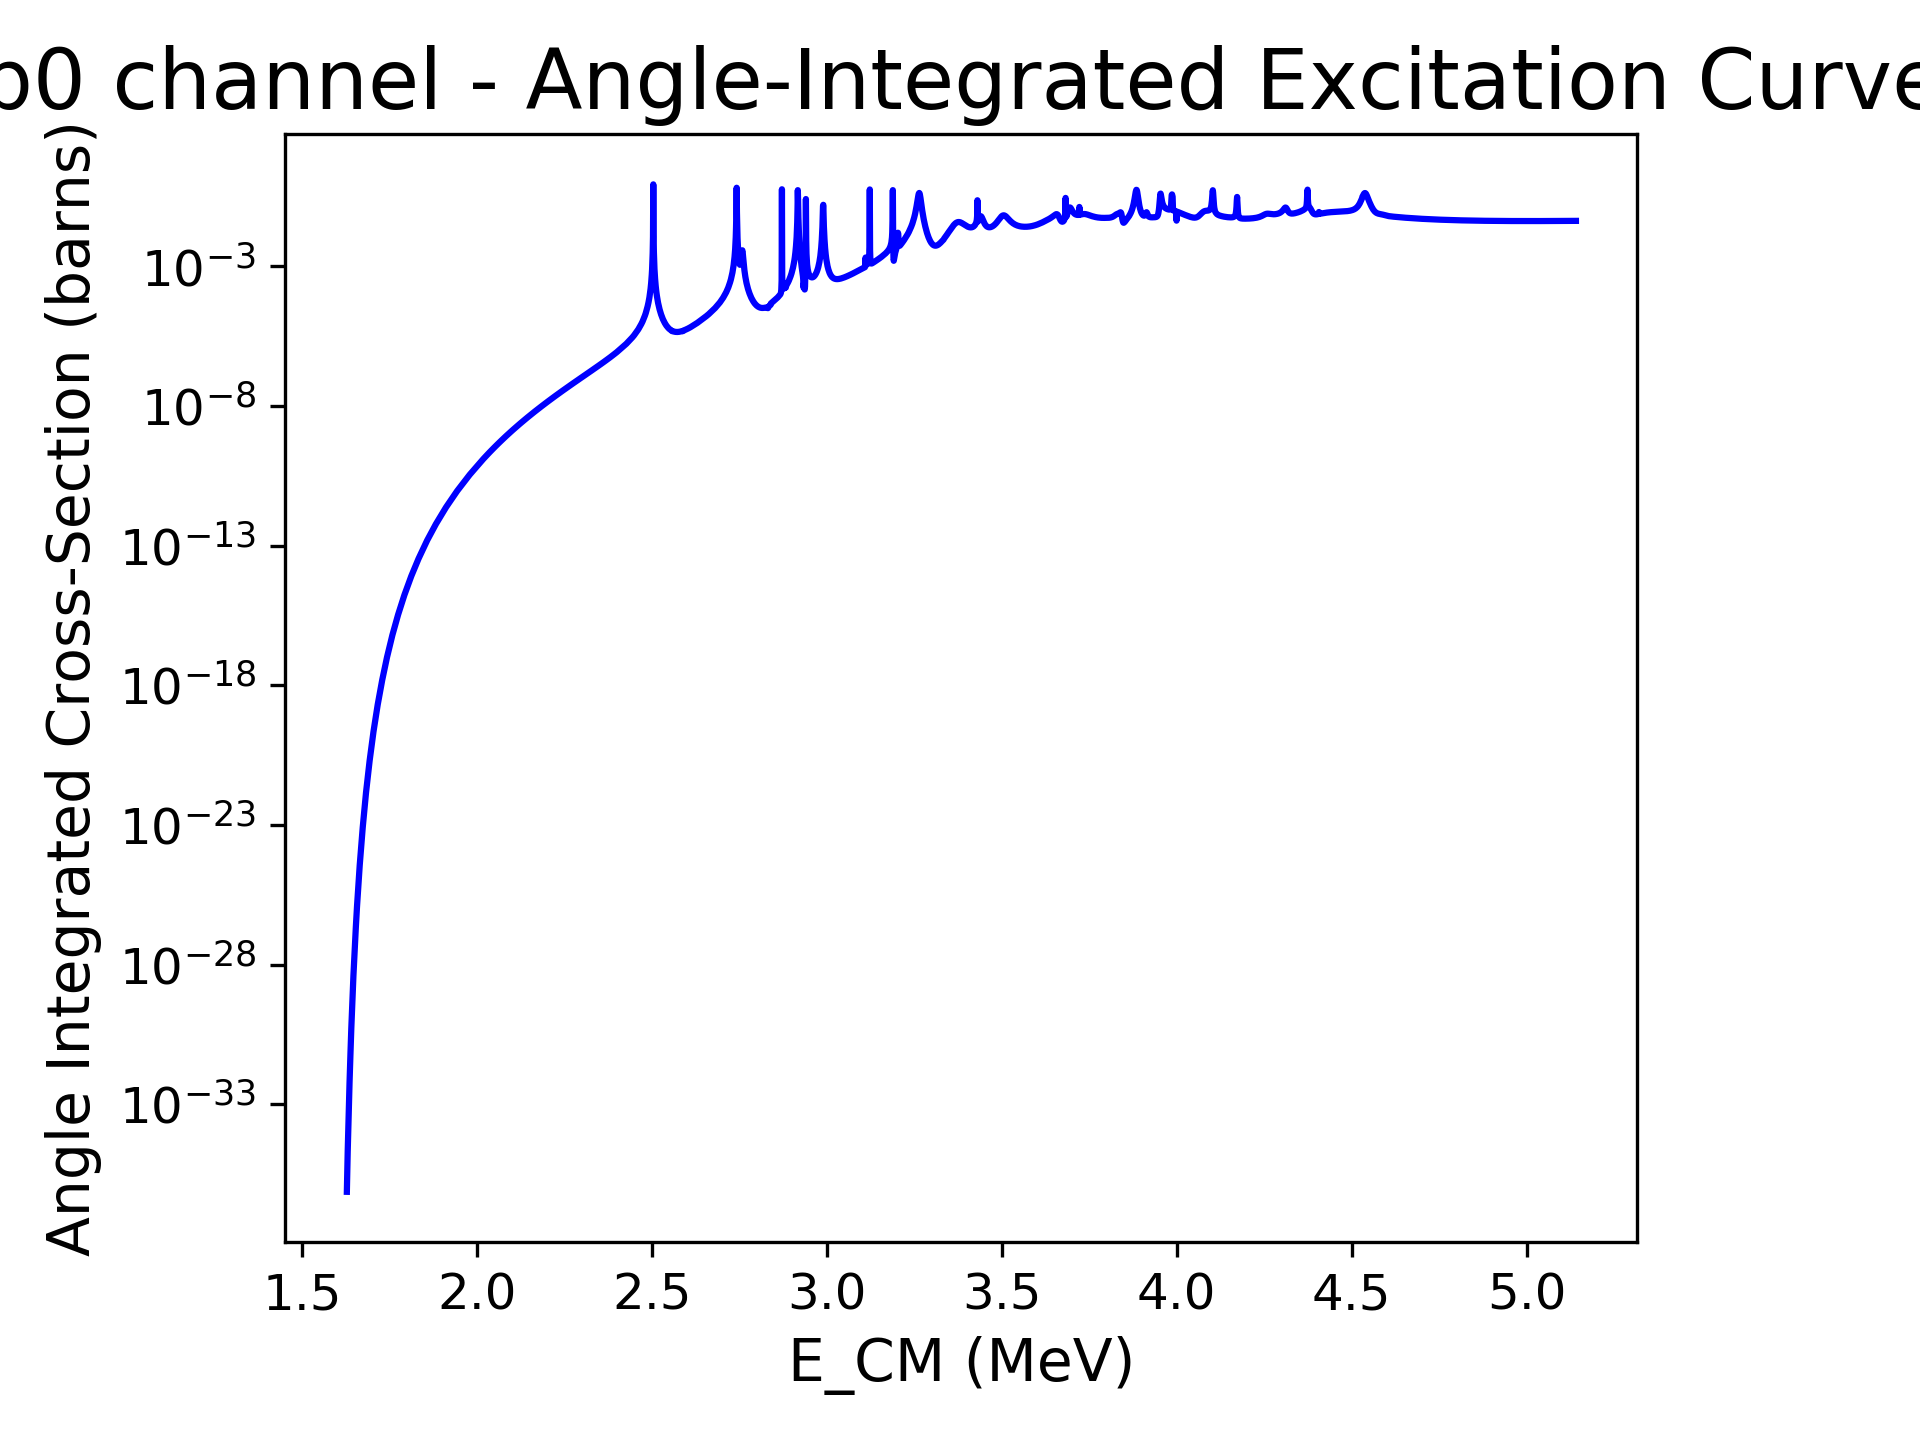 p0 channel - Angle-Integrated Excitation Curve
Angle Integrated Cross-Section (barns)
10⁻³
10⁻⁸
10⁻¹³
10⁻¹⁸
10⁻²³
10⁻²⁸
10⁻³³
1.5 2.0 2.5 3.0 3.5 4.0 4.5 5.0
E_CM (MeV)